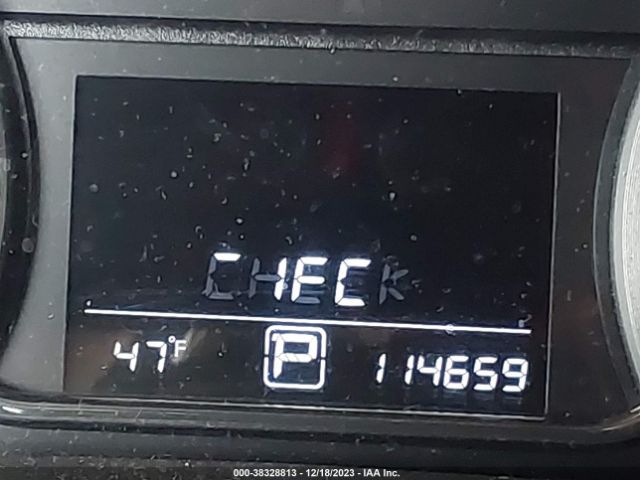 CHECK
47°F P 114659
000-38328813 - 12/18/2023 - IAA Inc.